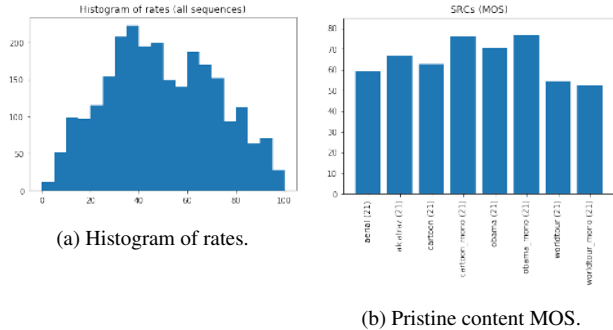 Histogram of rates (all sequences)
200
150
100
50
0
0
20
40
60
80
100
(a) Histogram of rates.
SRCs (MOS)
80
70
60
50
40
30
20
10
0
aerial (21)
alcatraz (21)
cartoon (21)
cartoon_mono (21)
obama (21)
obama_mono (21)
worldtour (21)
worldtour_mono (21)
(b) Pristine content MOS.